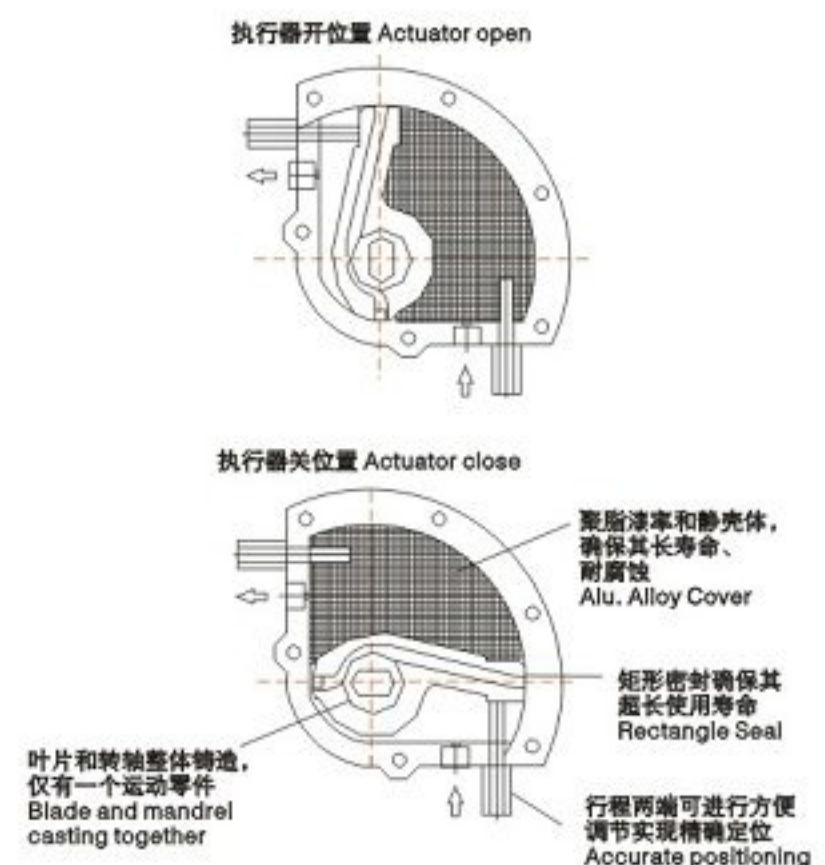 执行器开位置 Actuator open
执行器关位置 Actuator close
聚脂漆率和静壳体，
确保其长寿命、
耐腐蚀
Alu. Alloy Cover
矩形密封确保其
超长使用寿命
Rectangle Seal
叶片和转轴整体铸造，
仅有一个运动零件
Blade and mandrel
casting together
行程两端可进行方便
调节实现精确定位
Accurate positioning